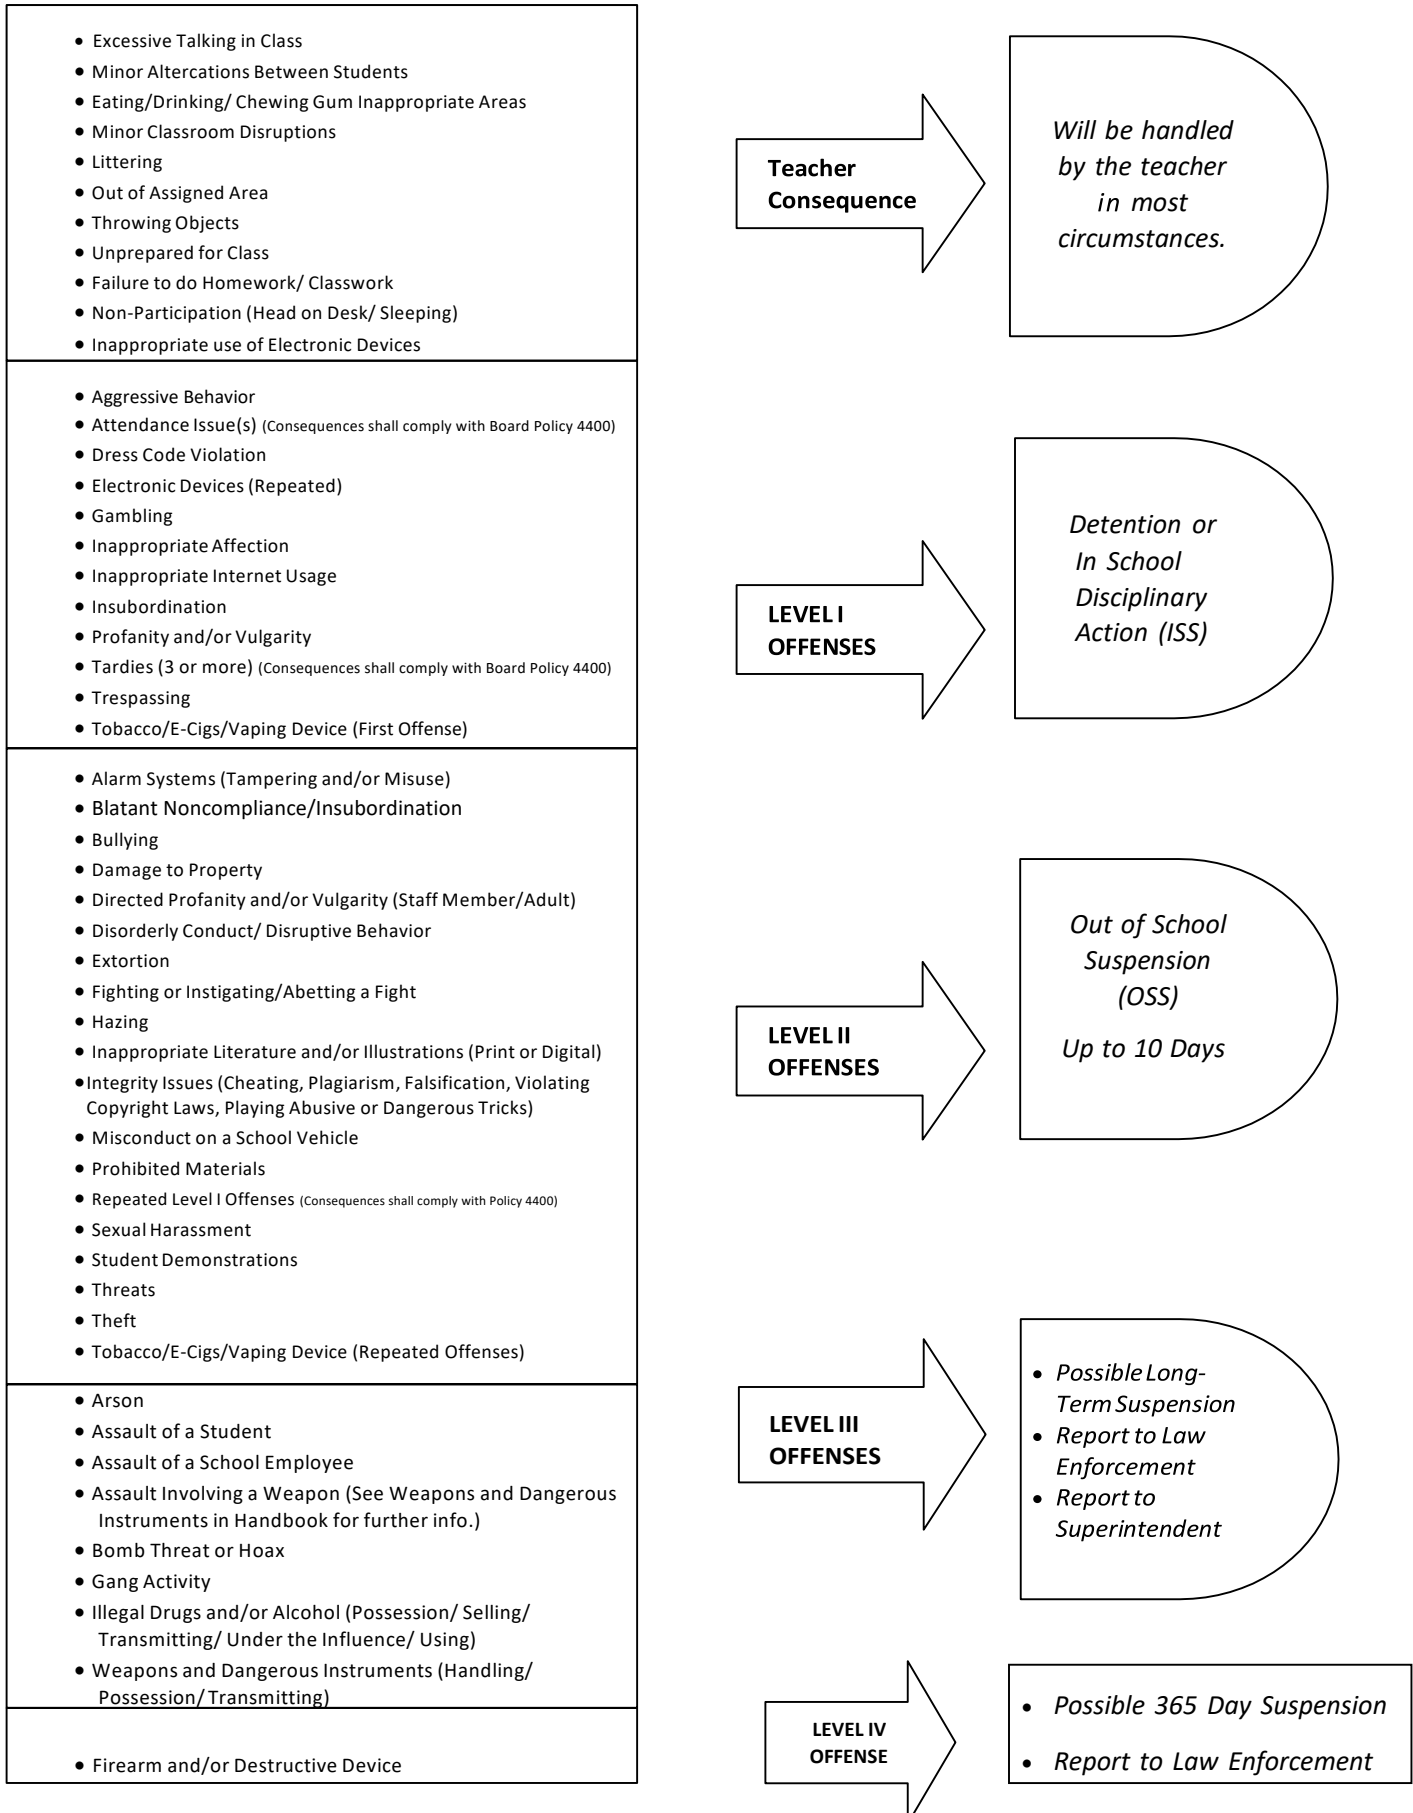 • Excessive Talking in Class
• Minor Altercations Between Students
• Eating/Drinking/ Chewing Gum Inappropriate Areas
• Minor Classroom Disruptions
• Littering
• Out of Assigned Area
• Throwing Objects
• Unprepared for Class
• Failure to do Homework/ Classwork
• Non-Participation (Head on Desk/ Sleeping)
• Inappropriate use of Electronic Devices
Teacher
Consequence
Will be handled
by the teacher
in most
circumstances.
• Aggressive Behavior
• Attendance Issue(s) (Consequences shall comply with Board Policy 4400)
• Dress Code Violation
• Electronic Devices (Repeated)
• Gambling
• Inappropriate Affection
• Inappropriate Internet Usage
• Insubordination
• Profanity and/or Vulgarity
• Tardies (3 or more) (Consequences shall comply with Board Policy 4400)
• Trespassing
• Tobacco/E-Cigs/Vaping Device (First Offense)
LEVEL I
OFFENSES
Detention or
In School
Disciplinary
Action (ISS)
• Alarm Systems (Tampering and/or Misuse)
• Blatant Noncompliance/Insubordination
• Bullying
• Damage to Property
• Directed Profanity and/or Vulgarity (Staff Member/Adult)
• Disorderly Conduct/ Disruptive Behavior
• Extortion
• Fighting or Instigating/Abetting a Fight
• Hazing
• Inappropriate Literature and/or Illustrations (Print or Digital)
• Integrity Issues (Cheating, Plagiarism, Falsification, Violating
Copyright Laws, Playing Abusive or Dangerous Tricks)
• Misconduct on a School Vehicle
• Prohibited Materials
• Repeated Level I Offenses (Consequences shall comply with Policy 4400)
• Sexual Harassment
• Student Demonstrations
• Threats
• Theft
• Tobacco/E-Cigs/Vaping Device (Repeated Offenses)
LEVEL II
OFFENSES
Out of School
Suspension
(OSS)
Up to 10 Days
• Arson
• Assault of a Student
• Assault of a School Employee
• Assault Involving a Weapon (See Weapons and Dangerous
Instruments in Handbook for further info.)
• Bomb Threat or Hoax
• Gang Activity
• Illegal Drugs and/or Alcohol (Possession/ Selling/
Transmitting/ Under the Influence/ Using)
• Weapons and Dangerous Instruments (Handling/
Possession/ Transmitting)
LEVEL III
OFFENSES
• Possible Long-
Term Suspension
• Report to Law
Enforcement
• Report to
Superintendent
• Firearm and/or Destructive Device
LEVEL IV
OFFENSE
• Possible 365 Day Suspension
• Report to Law Enforcement